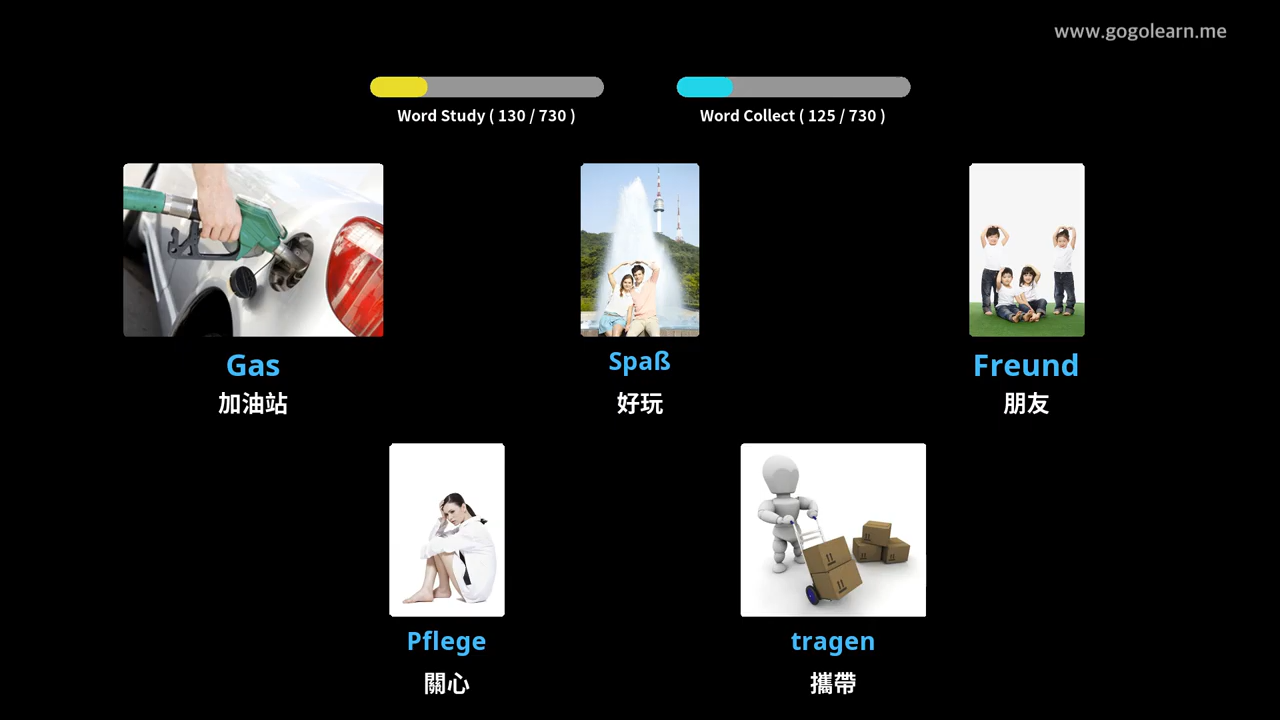 www.gogolearn.me
Word Study ( 130 / 730 )
Word Collect ( 125 / 730 )
Gas
加油站
Spaß
好玩
Freund
朋友
Pflege
關心
tragen
攜帶